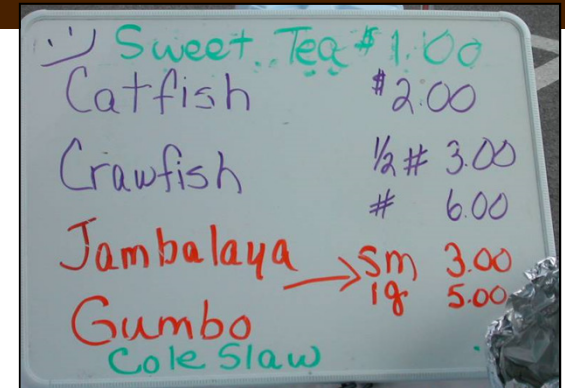 Sweet Tea $1.00
Catfish $2.00
Crawfish 1/2 # 3.00
# 6.00
Jambalaya → Sm 3.00
lg 5.00
Gumbo
Cole Slaw